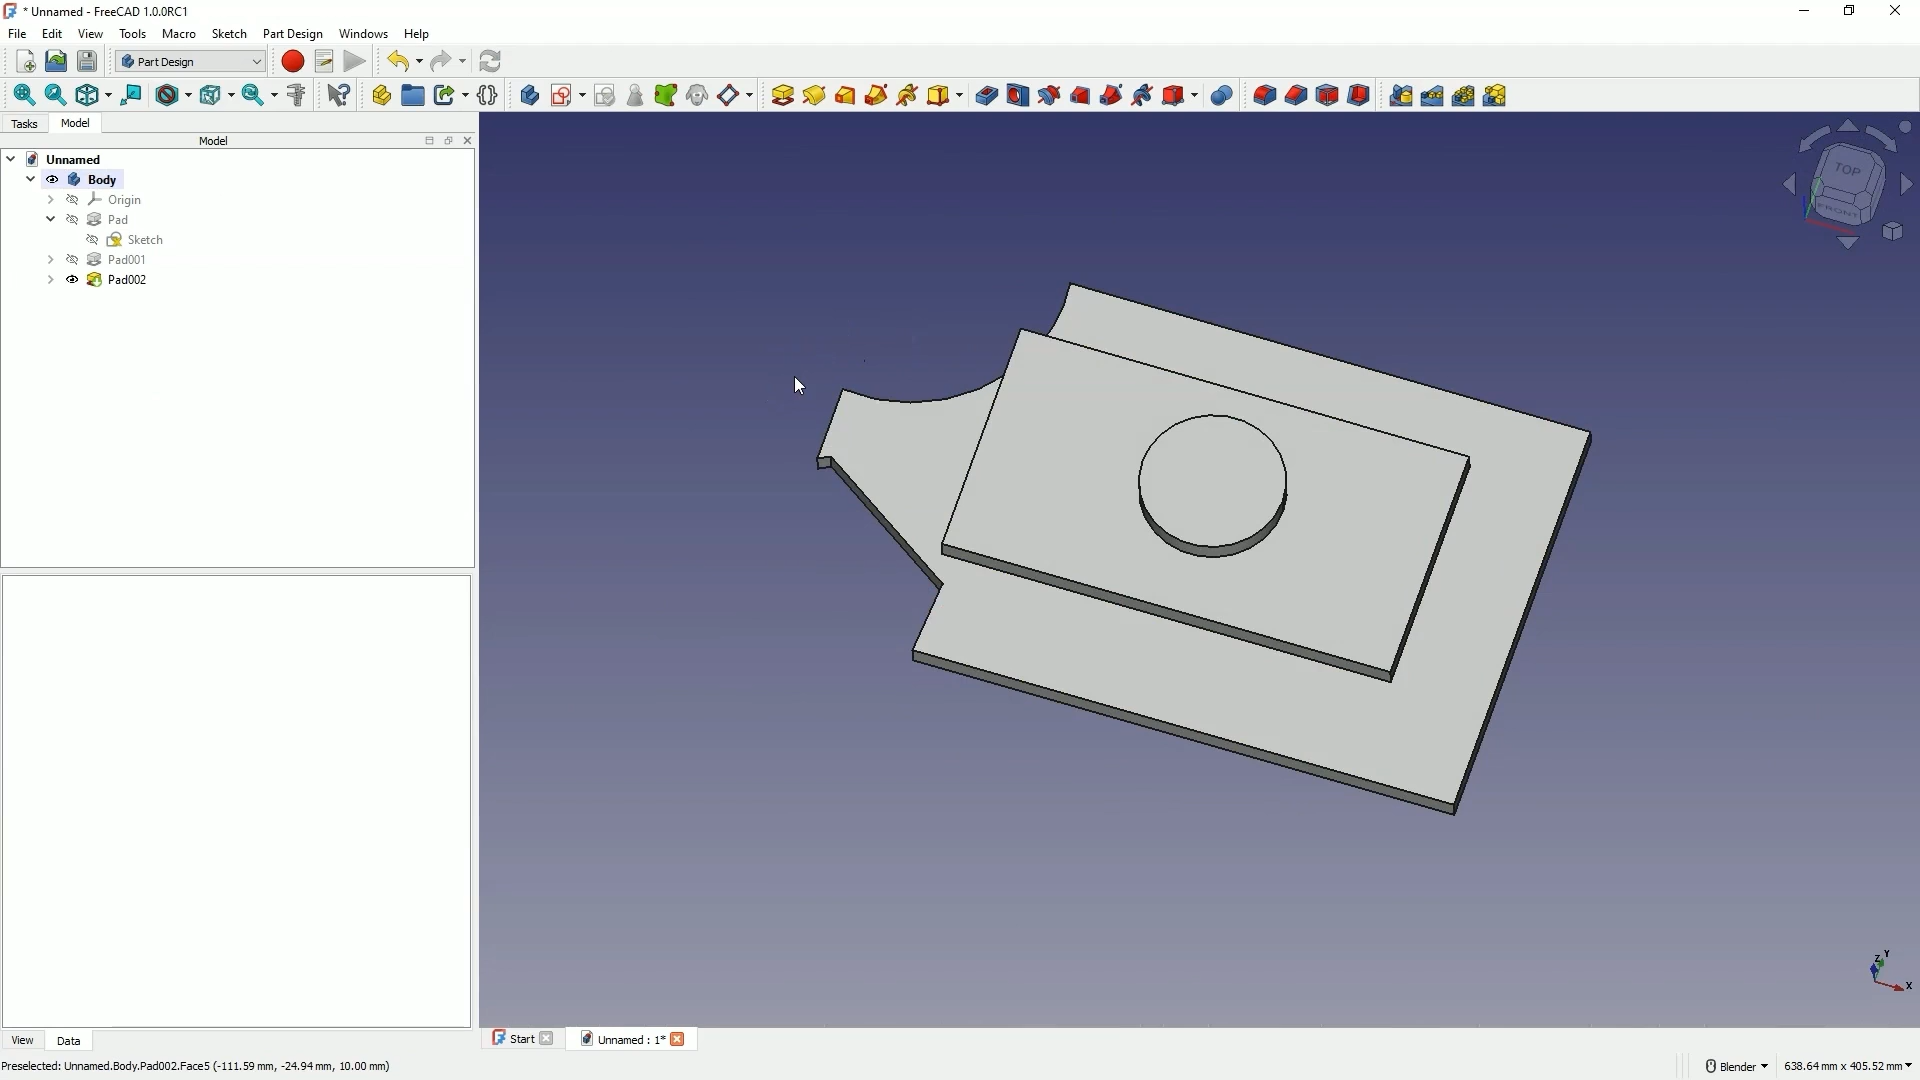 * Unnamed - FreeCAD 1.0.0RC1
File Edit View Tools Macro Sketch Part Design Windows Help
Part Design
Tasks Model
Model
Unnamed
Body
Origin
Pad
Sketch
Pad001
Pad002
TOP
FRONT
Y
Z
X
View Data
Start Unnamed : 1*
Preselected: Unnamed.Body.Pad002.Face5 (-111.59 mm, -24.94 mm, 10.00 mm)
Blender 638.64 mm x 405.52 mm